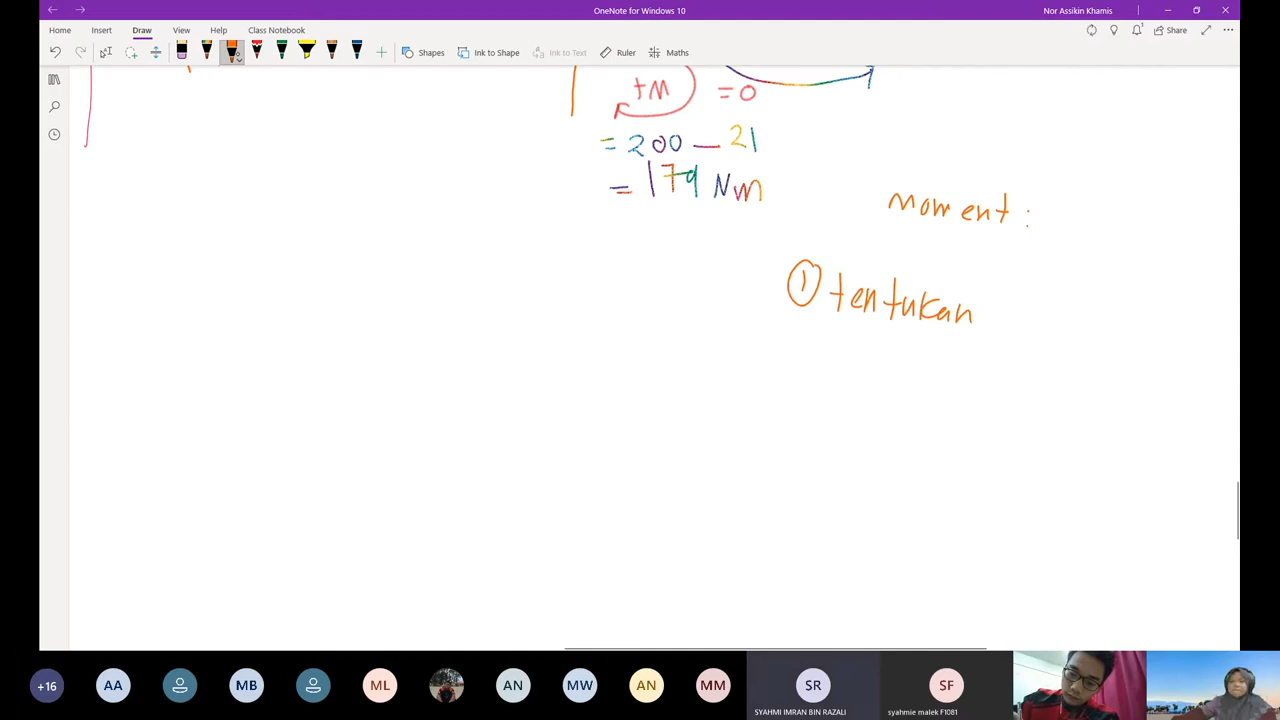 OneNote for Windows 10
Nor Assikin Khamis
Home
Insert
Draw
View
Help
Class Notebook
Share
Shapes
Ink to Shape
Ink to Text
Ruler
Maths
+M = 0
= 200 - 21
= 179 Nm
moment :
① tentukan
+16
AA
MB
ML
AN
MW
AN
MM
SR
SF
SYAHMI IMRAN BIN RAZALI
syahmie malek F1081